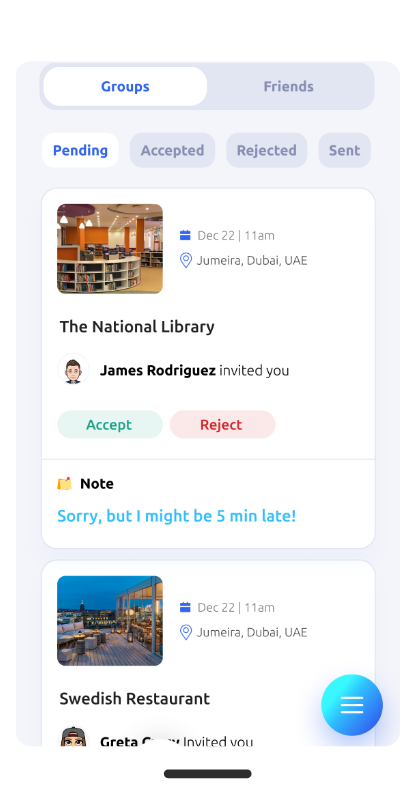 Groups Friends
Pending Accepted Rejected Sent
Dec 22 | 11am
Jumeira, Dubai, UAE
The National Library
James Rodriguez invited you
Accept Reject
Note
Sorry, but I might be 5 min late!
Dec 22 | 11am
Jumeira, Dubai, UAE
Swedish Restaurant
Greta Invited you